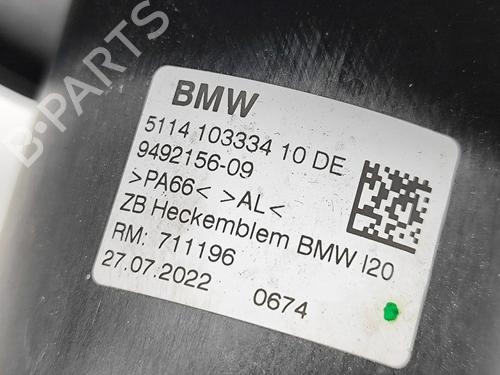 B-PARTS
BMW
5114 103334 10 DE
9492156-09
>PA66< >AL<
ZB Heckemblem BMW I20
RM: 711196
27.07.2022 0674